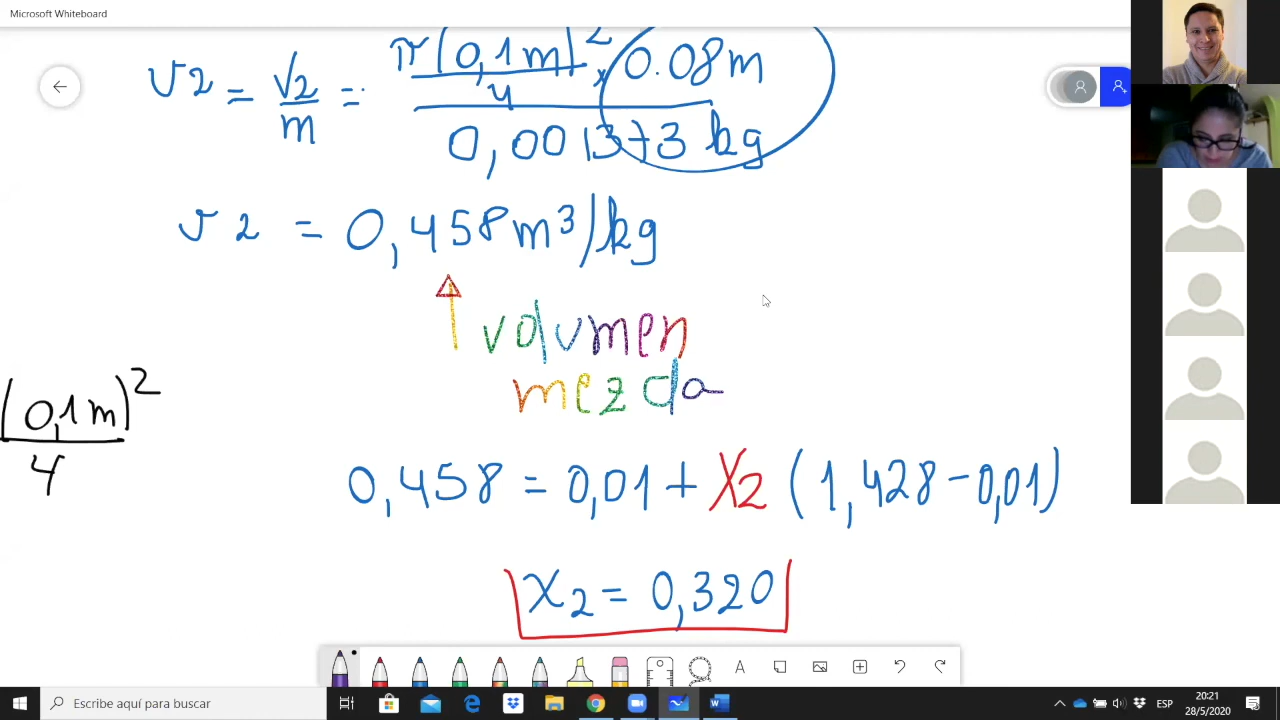 Microsoft Whiteboard
v2 = V2/m = π(0,1m)²/4 × 0.08m / 0,001373 kg
v2 = 0,458m³/kg
volumen
mezcla
(0,1m)²
4
0,458 = 0,01 + X2 (1,428-0,01)
X2 = 0,320
A
Escribe aquí para buscar
W
ESP
20:21
28/5/2020